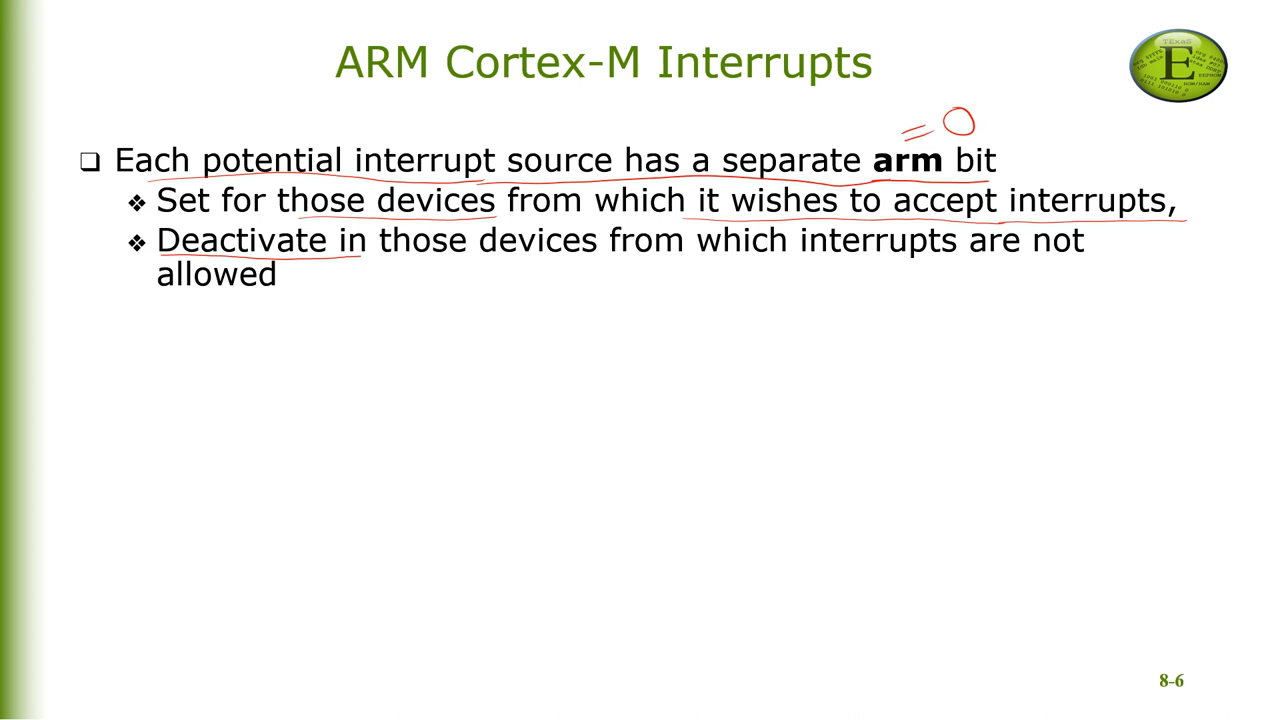 ARM Cortex-M Interrupts
TExaS
E
= 0
❑ Each potential interrupt source has a separate arm bit
❖ Set for those devices from which it wishes to accept interrupts,
❖ Deactivate in those devices from which interrupts are not
allowed
8-6